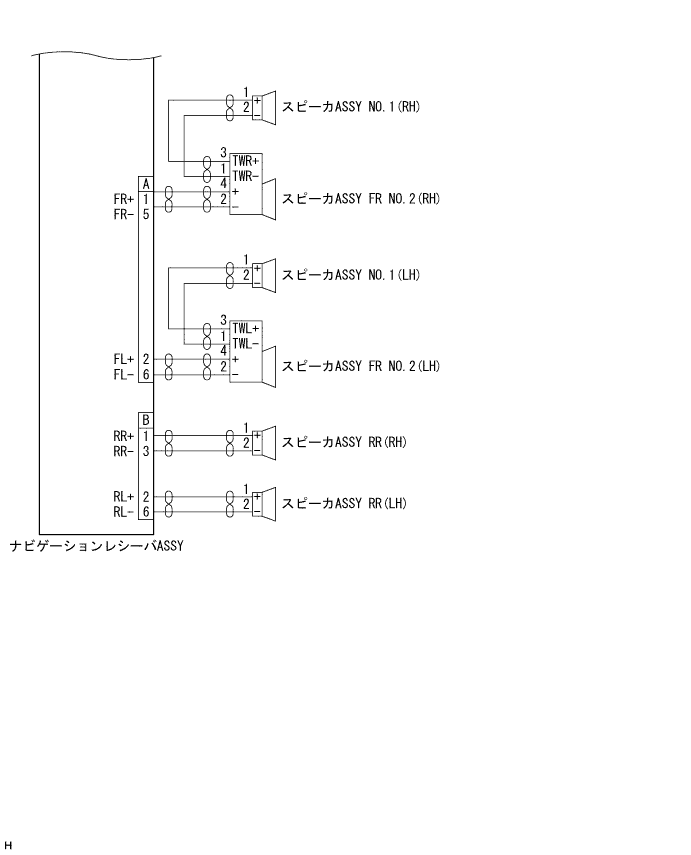 1
+
2
−
スピーカASSY NO.1(RH)
3
TWR+
1
TWR−
4
+
2
−
スピーカASSY FR NO.2(RH)
A
FR+ 1
FR− 5
1
+
2
−
スピーカASSY NO.1(LH)
3
TWL+
1
TWL−
4
+
2
−
スピーカASSY FR NO.2(LH)
FL+ 2
FL− 6
B
RR+ 1
RR− 3
1
+
2
−
スピーカASSY RR(RH)
RL+ 2
RL− 6
1
+
2
−
スピーカASSY RR(LH)
ナビゲーションレシーバASSY
H